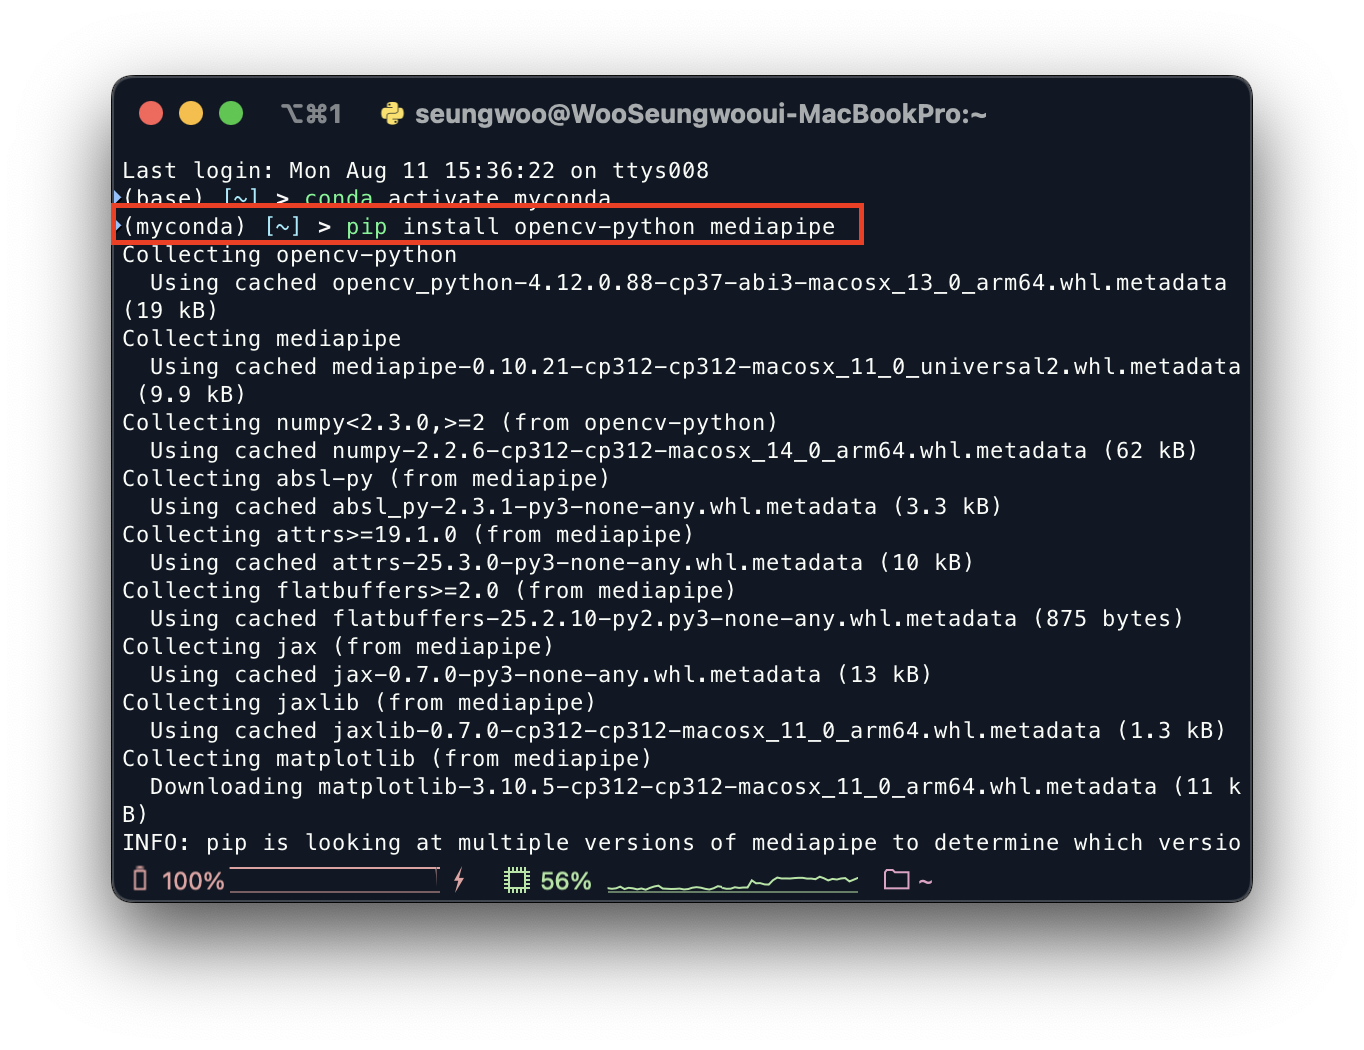 ⌥⌘1 seungwoo@WooSeungwooui-MacBookPro:~
Last login: Mon Aug 11 15:36:22 on ttys008
(base) [~] > conda activate myconda
(myconda) [~] > pip install opencv-python mediapipe
Collecting opencv-python
  Using cached opencv_python-4.12.0.88-cp37-abi3-macosx_13_0_arm64.whl.metadata
(19 kB)
Collecting mediapipe
  Using cached mediapipe-0.10.21-cp312-cp312-macosx_11_0_universal2.whl.metadata
 (9.9 kB)
Collecting numpy<2.3.0,>=2 (from opencv-python)
  Using cached numpy-2.2.6-cp312-cp312-macosx_14_0_arm64.whl.metadata (62 kB)
Collecting absl-py (from mediapipe)
  Using cached absl_py-2.3.1-py3-none-any.whl.metadata (3.3 kB)
Collecting attrs>=19.1.0 (from mediapipe)
  Using cached attrs-25.3.0-py3-none-any.whl.metadata (10 kB)
Collecting flatbuffers>=2.0 (from mediapipe)
  Using cached flatbuffers-25.2.10-py2.py3-none-any.whl.metadata (875 bytes)
Collecting jax (from mediapipe)
  Using cached jax-0.7.0-py3-none-any.whl.metadata (13 kB)
Collecting jaxlib (from mediapipe)
  Using cached jaxlib-0.7.0-cp312-cp312-macosx_11_0_arm64.whl.metadata (1.3 kB)
Collecting matplotlib (from mediapipe)
  Downloading matplotlib-3.10.5-cp312-cp312-macosx_11_0_arm64.whl.metadata (11 k
B)
INFO: pip is looking at multiple versions of mediapipe to determine which versio
100% 56% ~